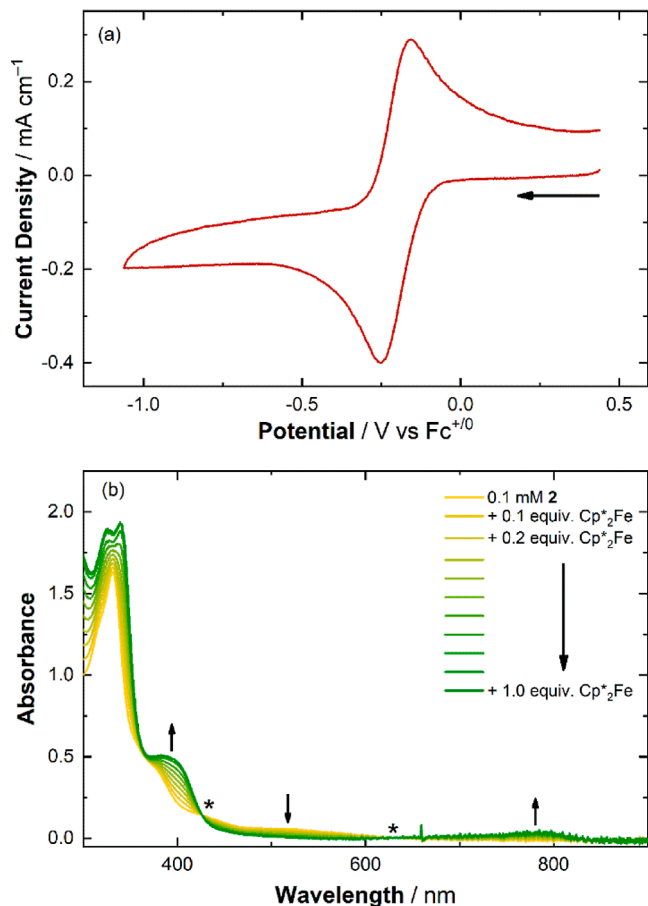 (a)
0.2
0.0
-0.2
-0.4
Current Density / mA cm⁻¹
-1.0 -0.5 0.0 0.5
Potential / V vs Fc⁺ᐟ⁰
(b)
2.0
1.5
1.0
0.5
0.0
Absorbance
0.1 mM 2
+ 0.1 equiv. Cp*₂Fe
+ 0.2 equiv. Cp*₂Fe
+ 1.0 equiv. Cp*₂Fe
* *
400 600 800
Wavelength / nm